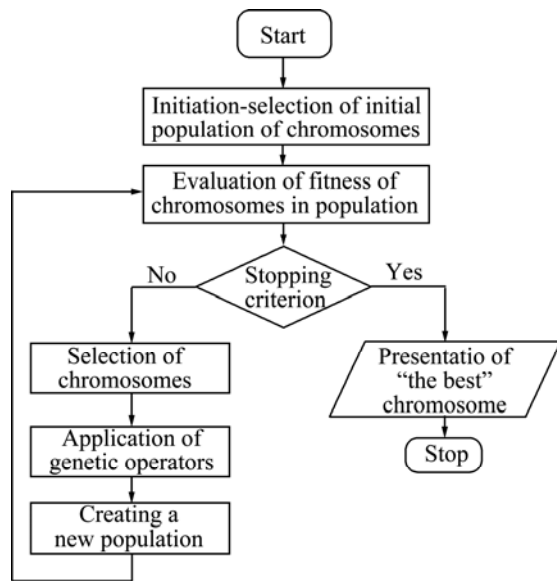 Start
Initiation-selection of initial
population of chromosomes
Evaluation of fitness of
chromosomes in population
No
Stopping
criterion
Yes
Selection of
chromosomes
Application of
genetic operators
Creating a
new population
Presentatio of
“the best”
chromosome
Stop